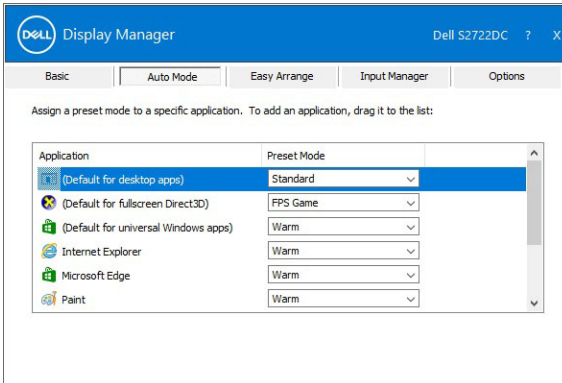 DELL Display Manager Dell S2722DC ? X
Basic Auto Mode Easy Arrange Input Manager Options
Assign a preset mode to a specific application. To add an application, drag it to the list:
Application Preset Mode
(Default for desktop apps) Standard
(Default for fullscreen Direct3D) FPS Game
(Default for universal Windows apps) Warm
Internet Explorer Warm
Microsoft Edge Warm
Paint Warm